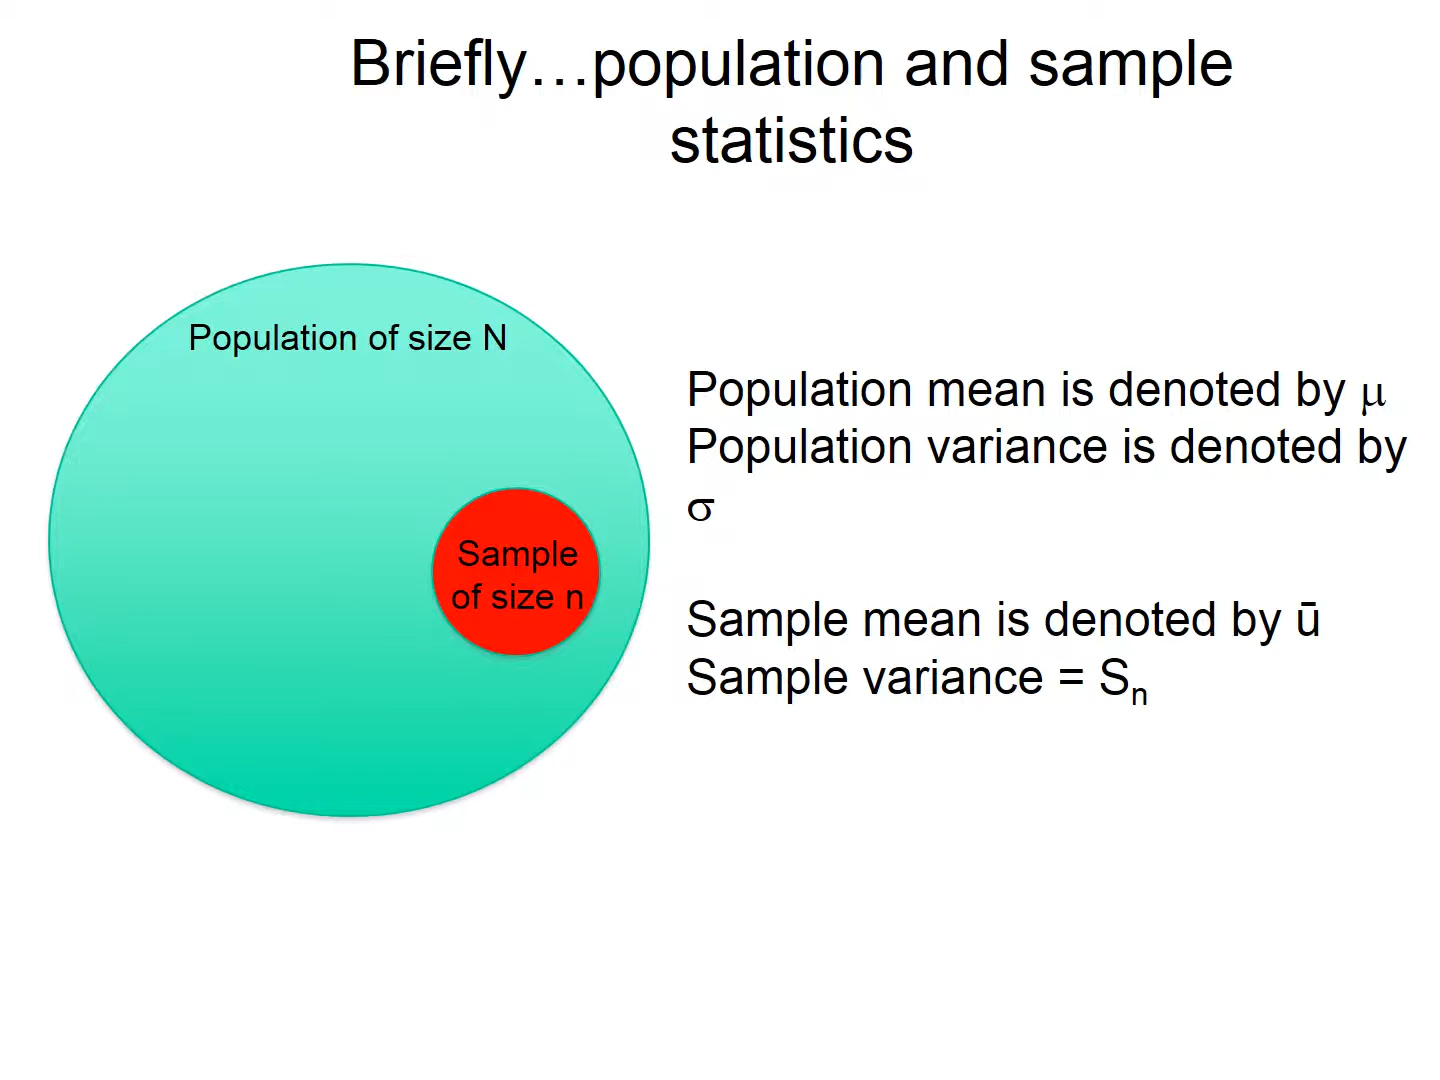 Briefly…population and sample
statistics
Population of size N
Sample
of size n
Population mean is denoted by μ
Population variance is denoted by
σ
Sample mean is denoted by ū
Sample variance = Sₙ